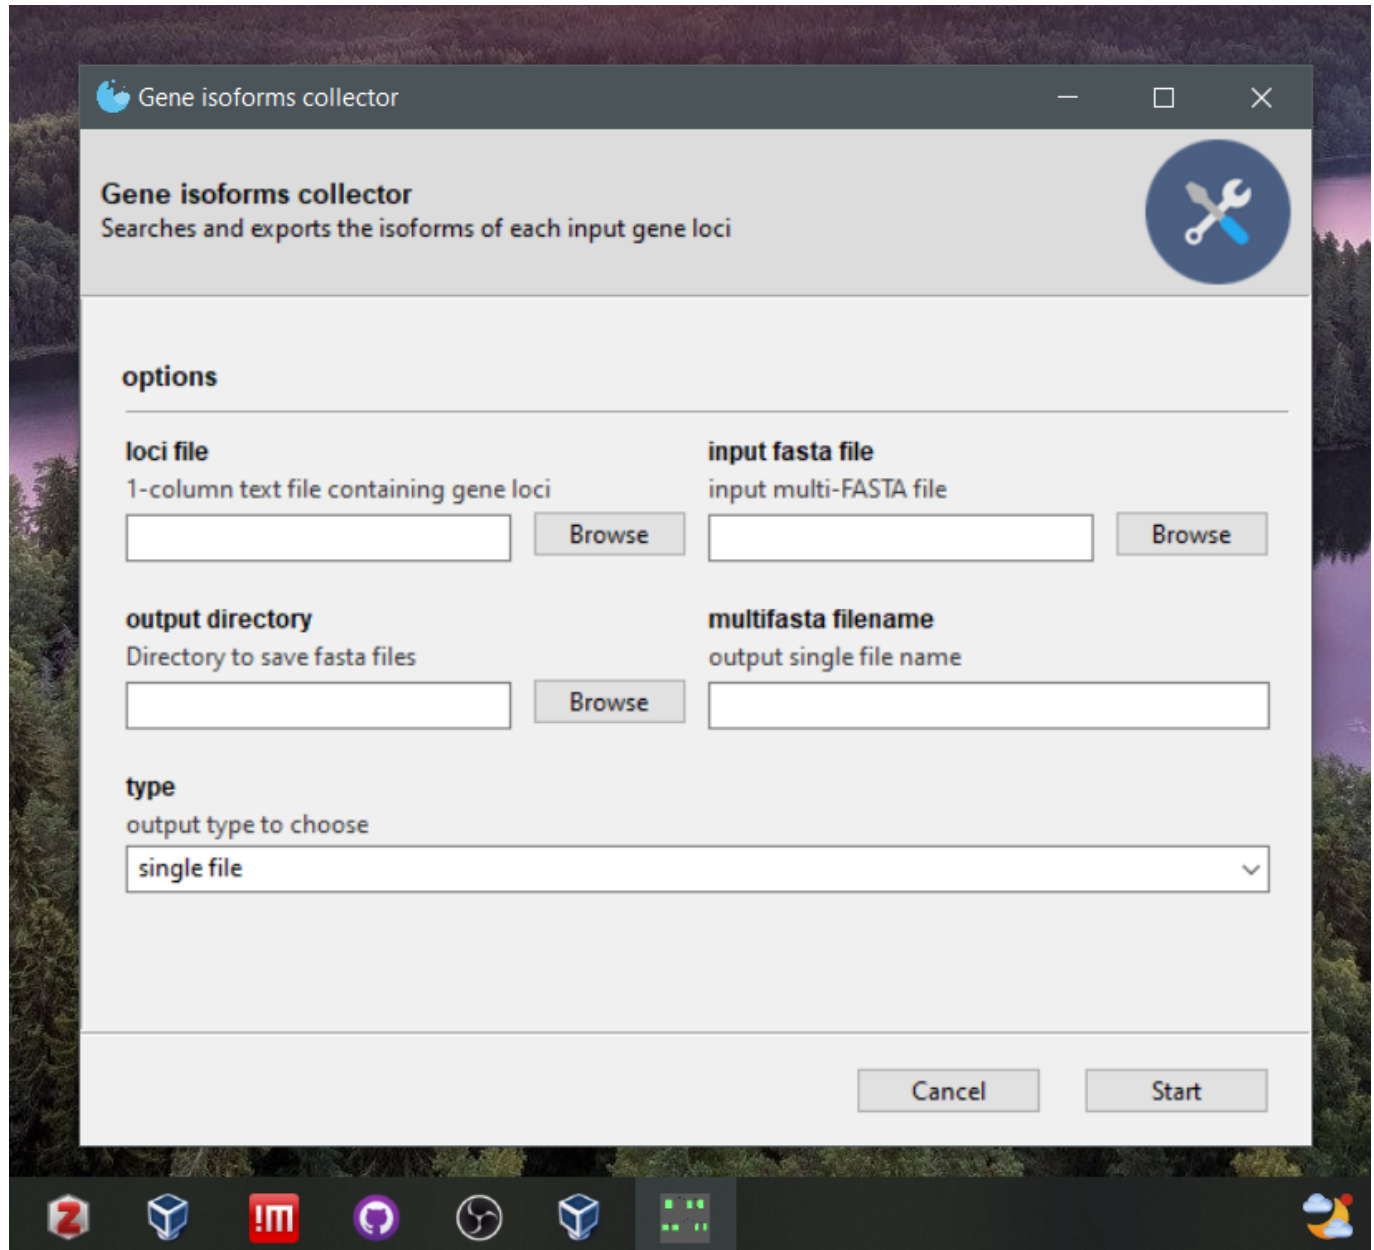 Gene isoforms collector
Gene isoforms collector
Searches and exports the isoforms of each input gene loci
options
loci file
1-column text file containing gene loci
Browse
input fasta file
input multi-FASTA file
Browse
output directory
Directory to save fasta files
Browse
multifasta filename
output single file name
type
output type to choose
single file
Cancel
Start